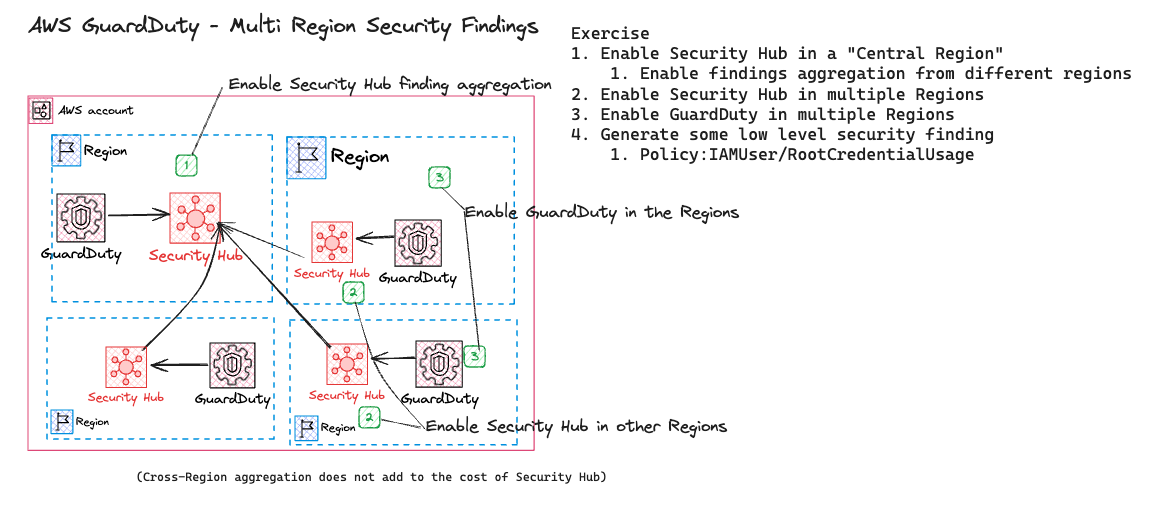 AWS GuardDuty - Multi Region Security Findings
Exercise
1. Enable Security Hub in a "Central Region"
1. Enable findings aggregation from different regions
2. Enable Security Hub in multiple Regions
3. Enable GuardDuty in multiple Regions
4. Generate some low level security finding
1. Policy:IAMUser/RootCredentialUsage
Enable Security Hub finding aggregation
AWS account
Region
1
GuardDuty
Security Hub
Region
3
Enable GuardDuty in the Regions
Security Hub
GuardDuty
2
Security Hub
GuardDuty
Region
3
Security Hub
GuardDuty
2
Region
Enable Security Hub in other Regions
(Cross-Region aggregation does not add to the cost of Security Hub)